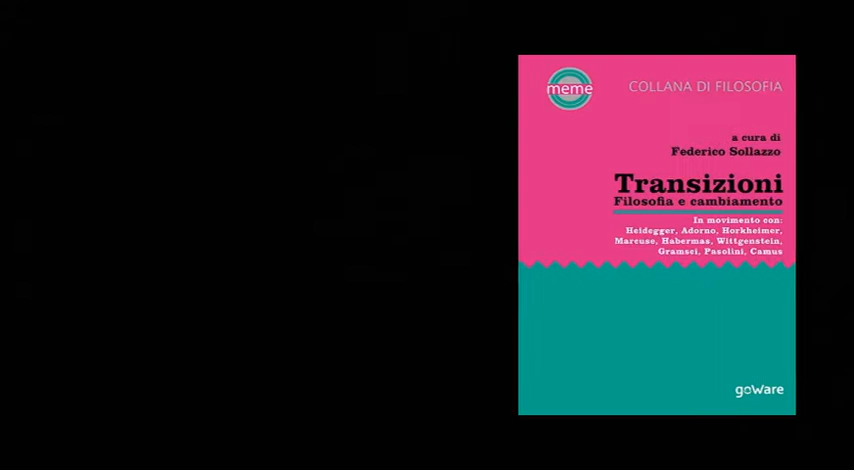 meme
COLLANA DI FILOSOFIA
a cura di
Federico Sollazzo
Transizioni
Filosofia e cambiamento
In movimento con:
Heidegger, Adorno, Horkheimer,
Marcuse, Habermas, Wittgenstein,
Gramsci, Pasolini, Camus
goWare